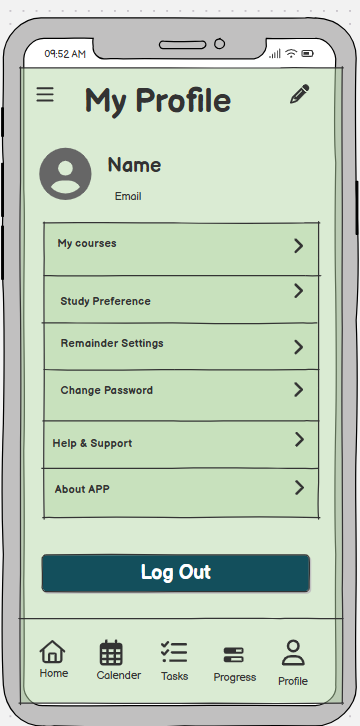 09:52 AM
My Profile
Name
Email
My courses
Study Preference
Remainder Settings
Change Password
Help & Support
About APP
Log Out
Home
Calender
Tasks
Progress
Profile